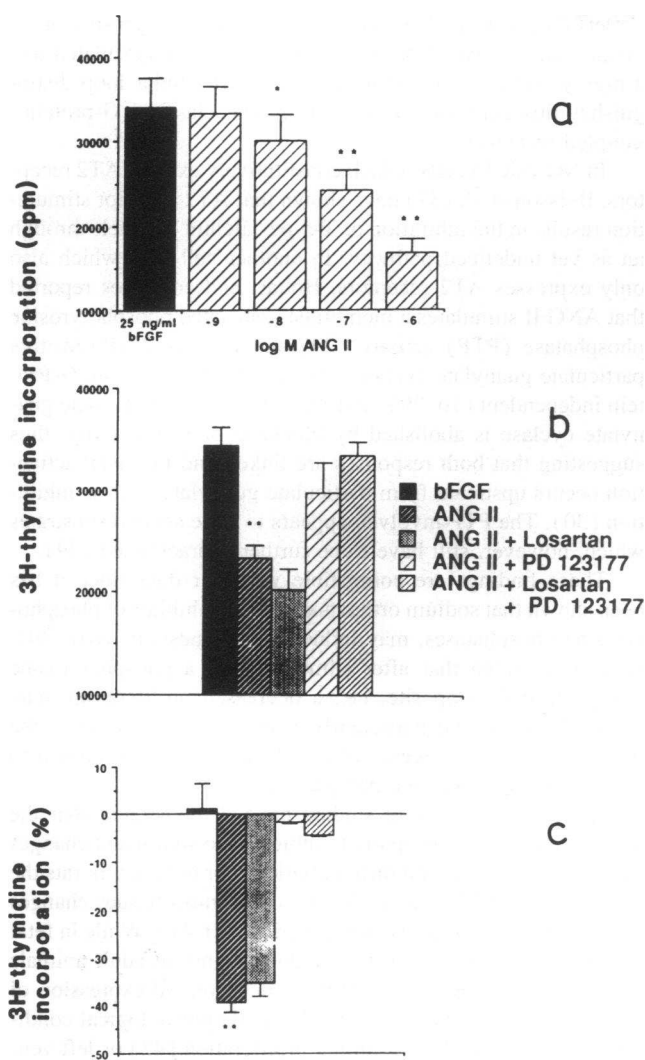 40000
30000
20000
10000
3H-thymidine incorporation (cpm)
*
**
**
a
25 ng/ml
bFGF
-9
-8
-7
-6
log M ANG II
40000
30000
20000
10000
**
b
bFGF
ANG II
ANG II + Losartan
ANG II + PD 123177
ANG II + Losartan
+ PD 123177
10
0
-10
-20
-30
-40
-50
3H-thymidine
incorporation (%)
**
c